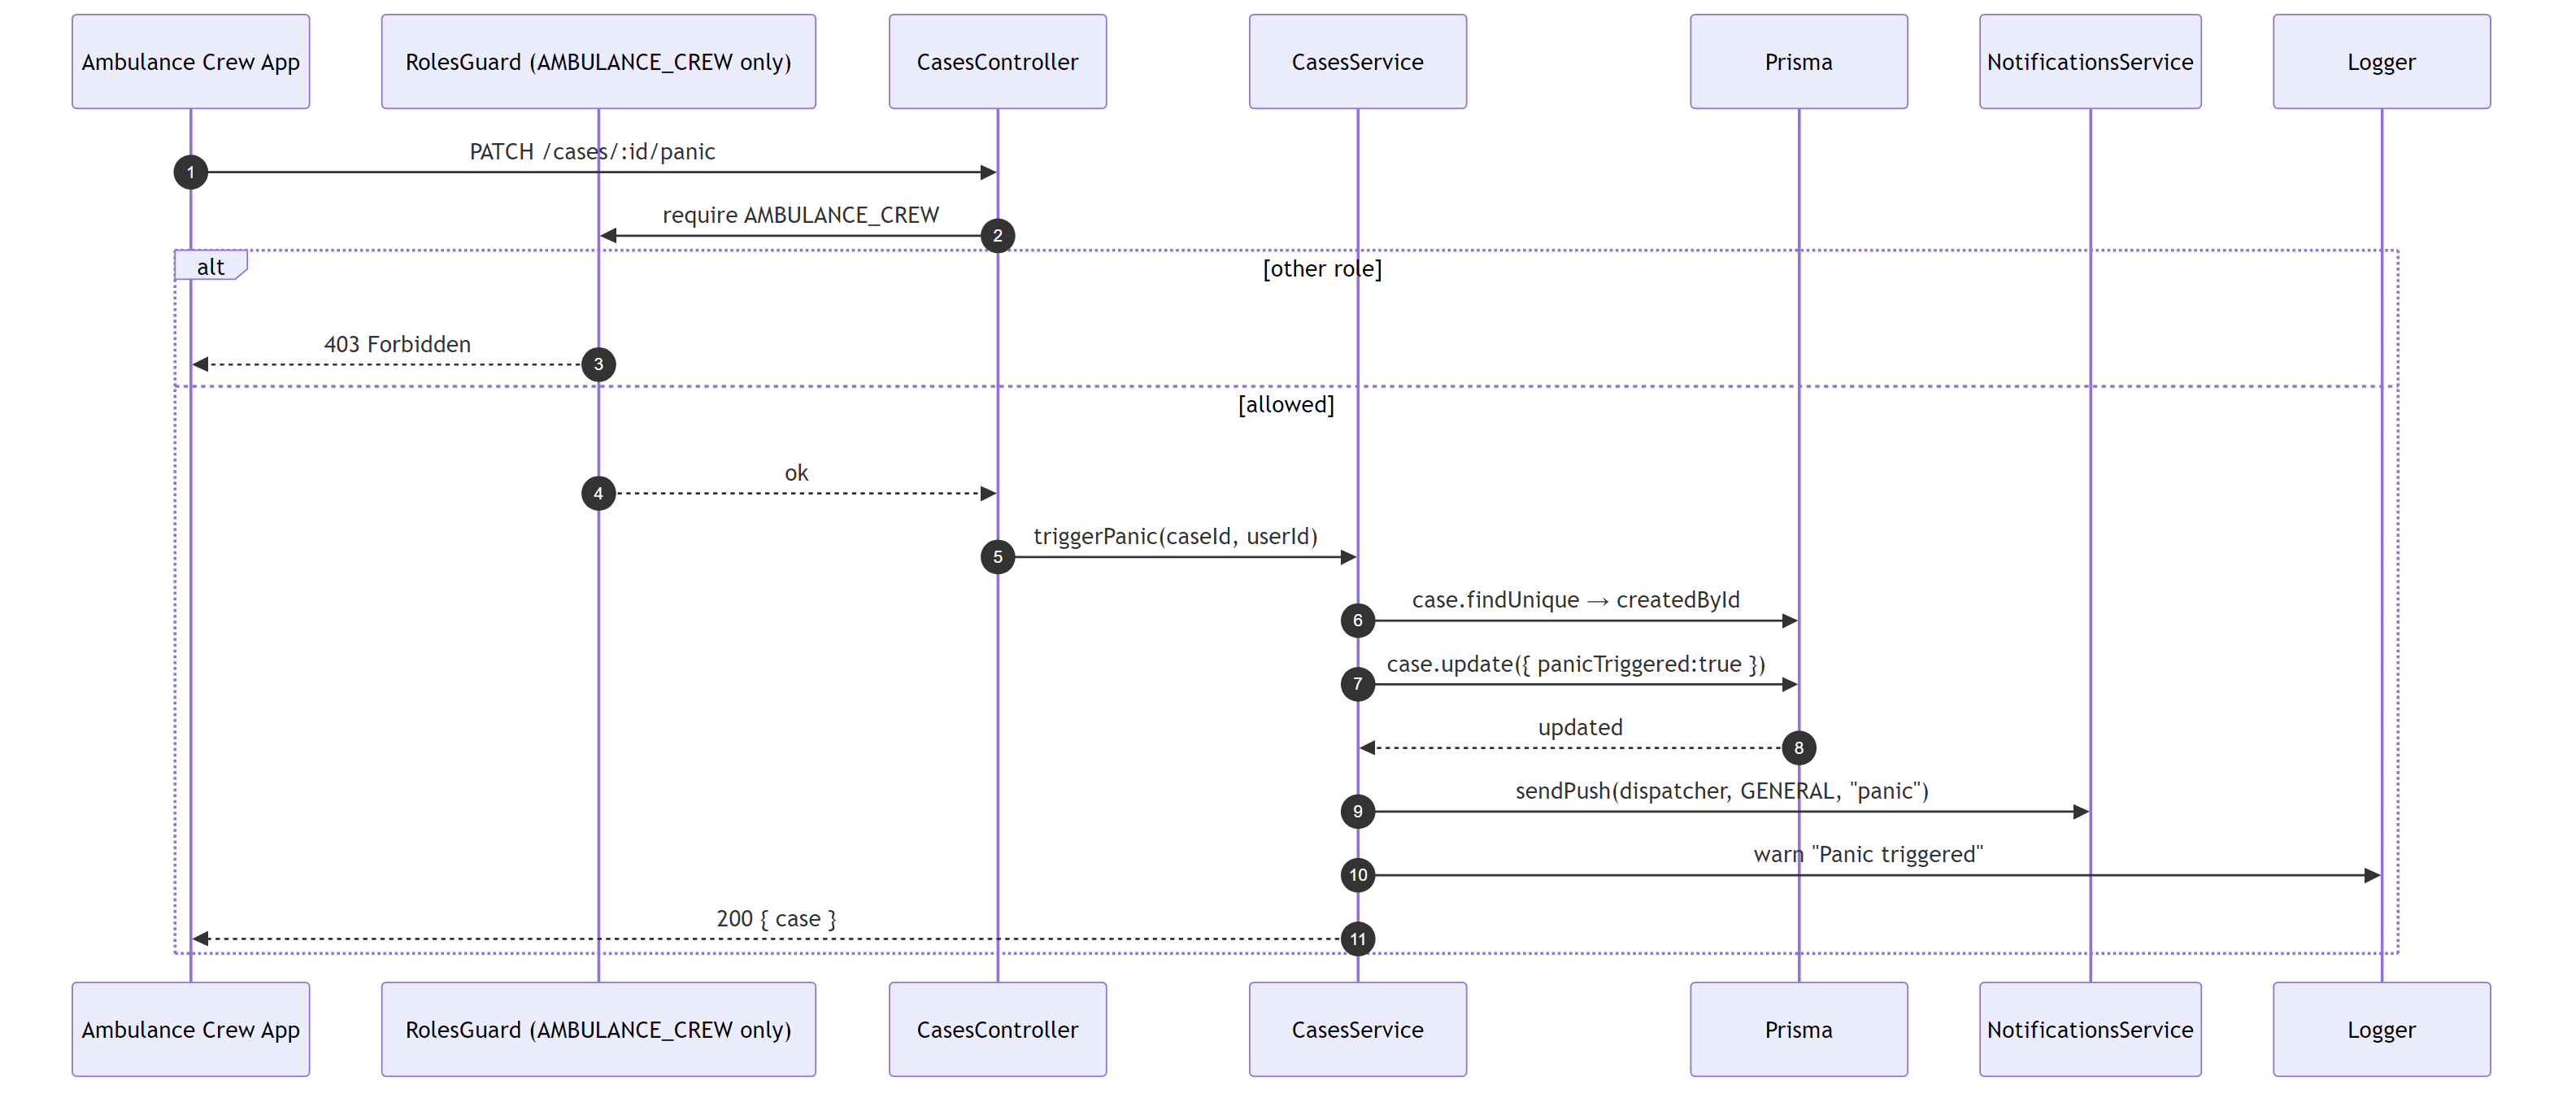 Ambulance Crew App
RolesGuard (AMBULANCE_CREW only)
CasesController
CasesService
Prisma
NotificationsService
Logger
PATCH /cases/:id/panic
1
require AMBULANCE_CREW
2
alt
[other role]
403 Forbidden
3
[allowed]
ok
4
triggerPanic(caseId, userId)
5
case.findUnique → createdById
6
case.update({ panicTriggered:true })
7
updated
8
sendPush(dispatcher, GENERAL, "panic")
9
warn "Panic triggered"
10
200 { case }
11
Ambulance Crew App
RolesGuard (AMBULANCE_CREW only)
CasesController
CasesService
Prisma
NotificationsService
Logger